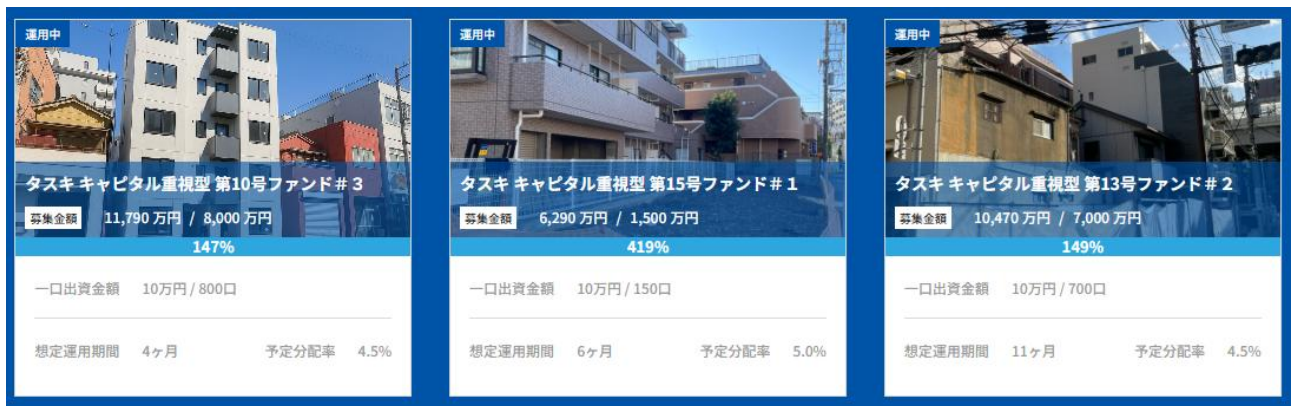 運用中
タスキ キャピタル重視型 第10号ファンド#3
募集金額 11,790 万円 / 8,000 万円
147%
一口出資金額 10万円 / 800口
想定運用期間 4ヶ月 予定分配率 4.5%
運用中
タスキ キャピタル重視型 第15号ファンド#1
募集金額 6,290 万円 / 1,500 万円
419%
一口出資金額 10万円 / 150口
想定運用期間 6ヶ月 予定分配率 5.0%
運用中
タスキ キャピタル重視型 第13号ファンド#2
募集金額 10,470 万円 / 7,000 万円
149%
一口出資金額 10万円 / 700口
想定運用期間 11ヶ月 予定分配率 4.5%